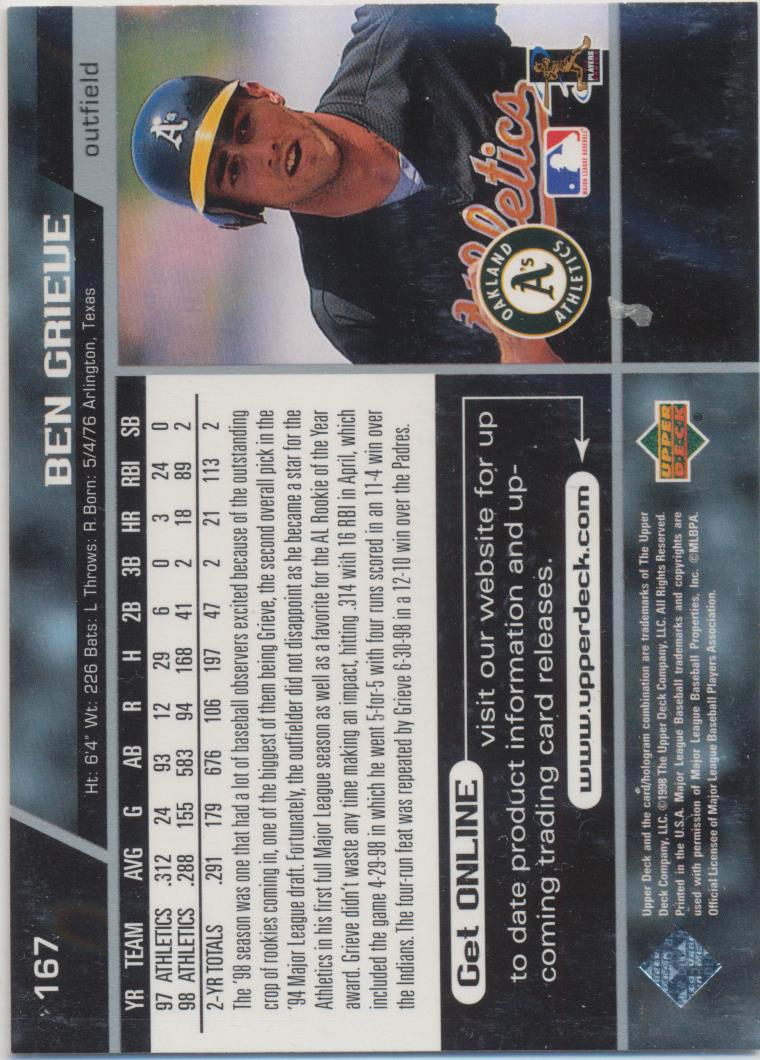 167
BEN GRIEVE
outfield
Ht: 6'4" Wt: 226 Bats: L Throws: R Born: 5/4/76 Arlington, Texas
YR TEAM AVG G AB R H 2B 3B HR RBI SB
97 ATHLETICS .312 24 93 12 29 6 0 3 24 0
98 ATHLETICS .288 155 583 94 168 41 2 18 89 2
2-YR TOTALS .291 179 676 106 197 47 2 21 113 2
The '98 season was one that had a lot of baseball observers excited because of the outstanding
crop of rookies coming in, one of the biggest of them being Grieve, the second overall pick in the
'94 Major League draft. Fortunately, the outfielder did not disappoint as he became a star for the
Athletics in his first full Major League season as well as a favorite for the AL Rookie of the Year
award. Grieve didn't waste any time making an impact, hitting .314 with 16 RBI in April, which
included the game 4-29-98 in which he went 5-for-5 with four runs scored in an 11-4 win over
the Indians. The four-run feat was repeated by Grieve 6-30-98 in a 12-10 win over the Padres.
A's
Athletics
PLAYERS
MAJOR LEAGUE BASEBALL
OAKLAND
A's
ATHLETICS
Get ONLINE visit our website for up
to date product information and up-
coming trading card releases.
www.upperdeck.com
Upper Deck and the card/hologram combination are trademarks of The Upper
Deck Company, LLC. ©1998 The Upper Deck Company, LLC. All Rights Reserved.
Printed in the U.S.A. Major League Baseball trademarks and copyrights are
used with permission of Major League Baseball Properties, Inc. ©MLBPA.
Official Licensee of Major League Baseball Players Association.
UPPER
DECK
®